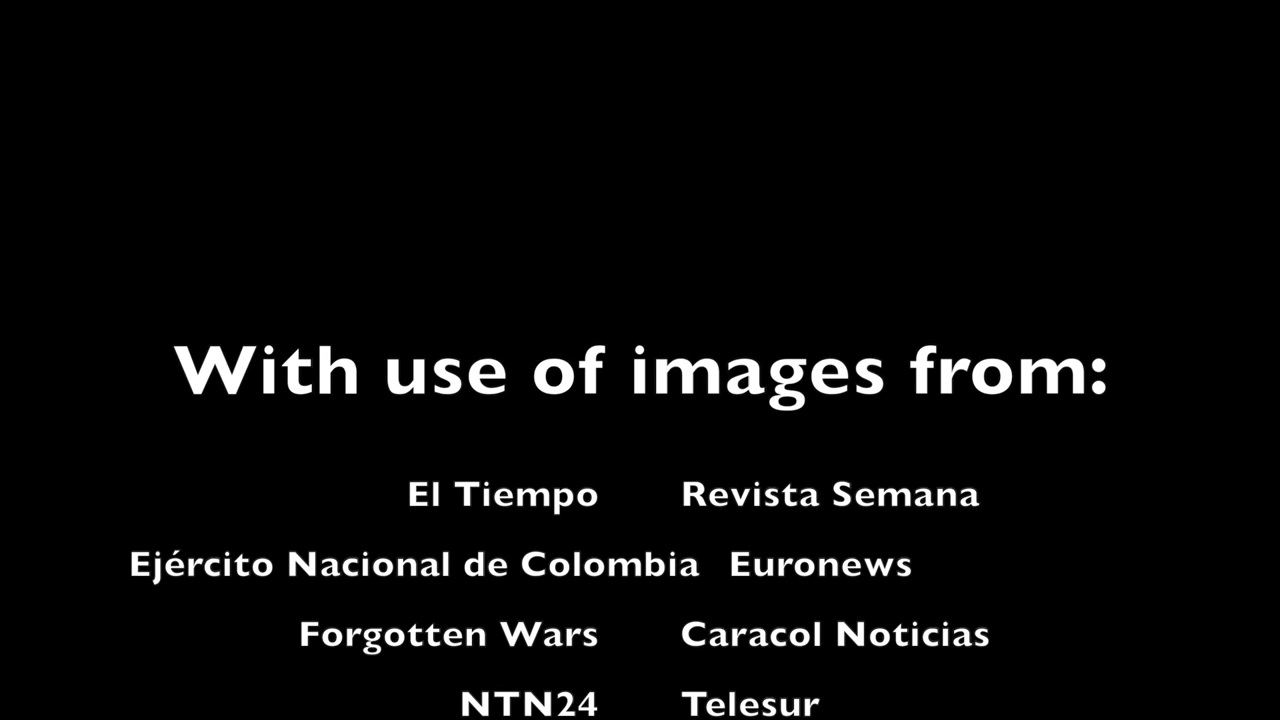 With use of images from:
El Tiempo Revista Semana
Ejército Nacional de Colombia Euronews
Forgotten Wars Caracol Noticias
NTN24 Telesur